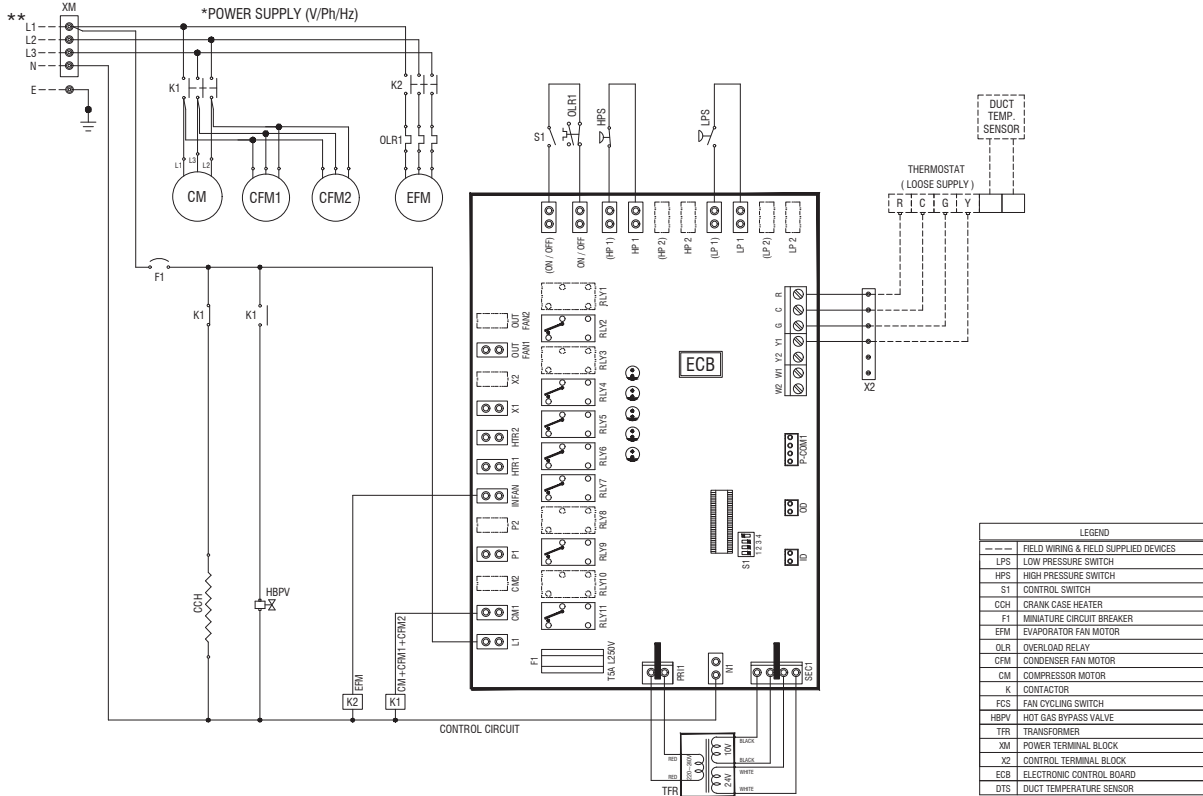 **
XM
*POWER SUPPLY (V/Ph/Hz)
L1
L2
L3
N
E
K1
K2
OLR1
L1
L3
L2
CM
CFM1
CFM2
EFM
F1
K1
K1
CCH
HBPV
EFM
K2
CM+CFM1+CFM2
K1
CONTROL CIRCUIT
S1
OLR1
HPS
LPS
(ON / OFF)
ON / OFF
(HP 1)
HP 1
(HP 2)
HP 2
(LP 1)
LP 1
(LP 2)
LP 2
OUT
FAN2
OUT
FAN1
X2
X1
HTR2
HTR1
INFAN
P2
P1
CM2
CM1
L1
RLY1
RLY2
RLY3
RLY4
RLY5
RLY6
RLY7
RLY8
RLY9
RLY10
RLY11
F1
T5A L250V
PRI1
N1
SEC1
ECB
R
C
G
Y1
Y2
W1
W2
P-COM1
OD
ID
S1
1 2 3 4
RED
RED
220~240V
10V
24V
BLACK
BLACK
WHITE
WHITE
TFR
DUCT
TEMP.
SENSOR
THERMOSTAT
( LOOSE SUPPLY )
R C G Y
X2
LEGEND
---- FIELD WIRING & FIELD SUPPLIED DEVICES
LPS LOW PRESSURE SWITCH
HPS HIGH PRESSURE SWITCH
S1 CONTROL SWITCH
CCH CRANK CASE HEATER
F1 MINIATURE CIRCUIT BREAKER
EFM EVAPORATOR FAN MOTOR
OLR OVERLOAD RELAY
CFM CONDENSER FAN MOTOR
CM COMPRESSOR MOTOR
K CONTACTOR
FCS FAN CYCLING SWITCH
HBPV HOT GAS BYPASS VALVE
TFR TRANSFORMER
XM POWER TERMINAL BLOCK
X2 CONTROL TERMINAL BLOCK
ECB ELECTRONIC CONTROL BOARD
DTS DUCT TEMPERATURE SENSOR